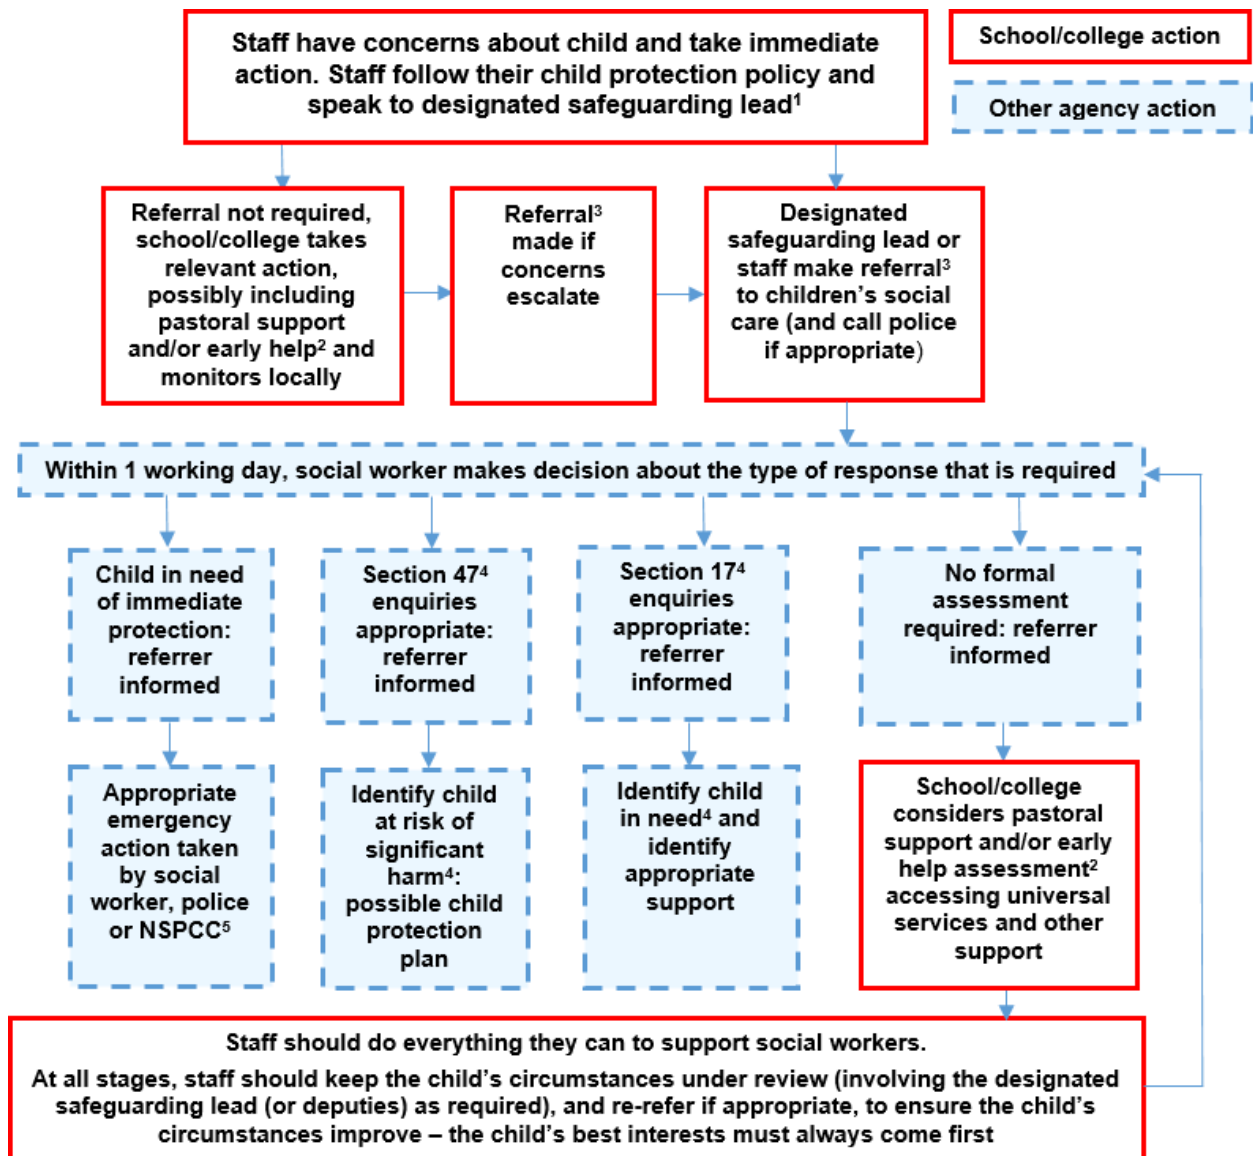 Staff have concerns about child and take immediate
action. Staff follow their child protection policy and
speak to designated safeguarding lead¹
School/college action
Other agency action
Referral not required,
school/college takes
relevant action,
possibly including
pastoral support
and/or early help² and
monitors locally
Referral³
made if
concerns
escalate
Designated
safeguarding lead or
staff make referral³
to children’s social
care (and call police
if appropriate)
Within 1 working day, social worker makes decision about the type of response that is required
Child in need
of immediate
protection:
referrer
informed
Section 47⁴
enquiries
appropriate:
referrer
informed
Section 17⁴
enquiries
appropriate:
referrer
informed
No formal
assessment
required: referrer
informed
Appropriate
emergency
action taken
by social
worker, police
or NSPCC⁵
Identify child
at risk of
significant
harm⁴:
possible child
protection
plan
Identify child
in need⁴ and
identify
appropriate
support
School/college
considers pastoral
support and/or early
help assessment²
accessing universal
services and other
support
Staff should do everything they can to support social workers.
At all stages, staff should keep the child’s circumstances under review (involving the designated
safeguarding lead (or deputies) as required), and re-refer if appropriate, to ensure the child’s
circumstances improve – the child’s best interests must always come first